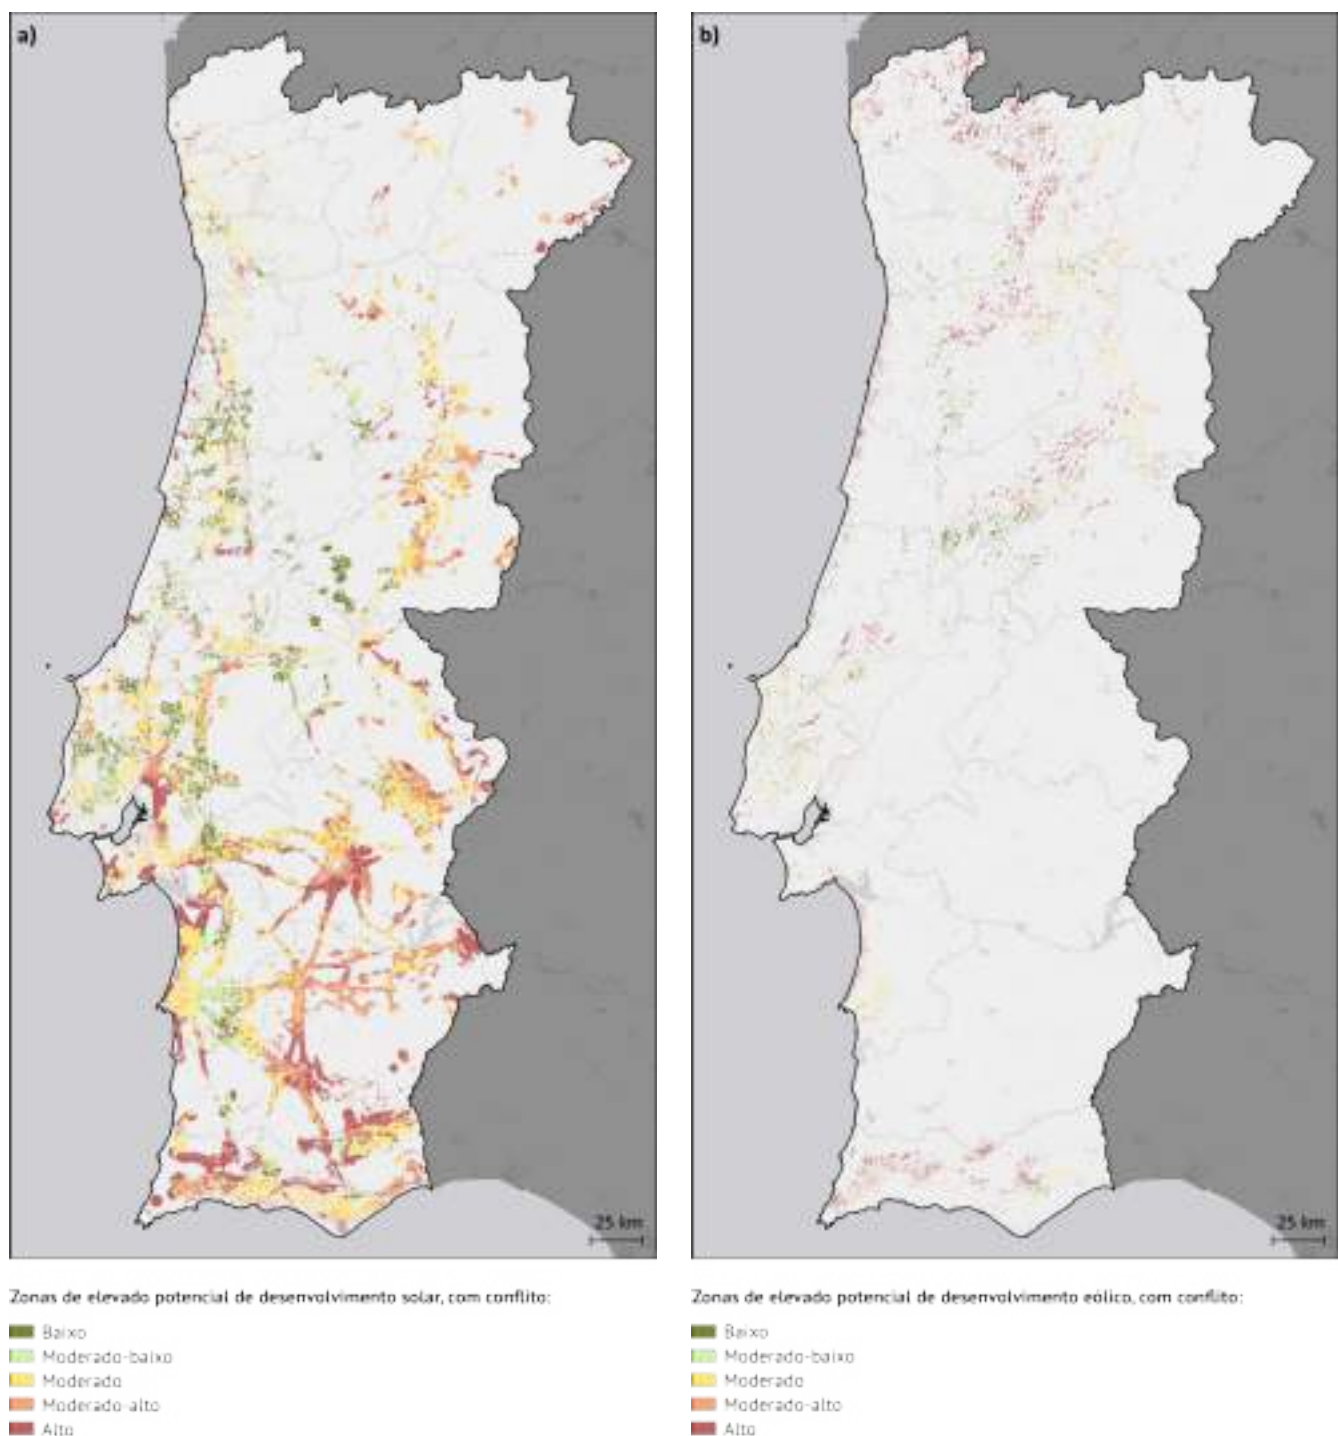 a)
25 km
Zonas de elevado potencial de desenvolvimento solar, com conflito:
Baixo
Moderado-baixo
Moderado
Moderado-alto
Alto
b)
25 km
Zonas de elevado potencial de desenvolvimento eólico, com conflito:
Baixo
Moderado-baixo
Moderado
Moderado-alto
Alto